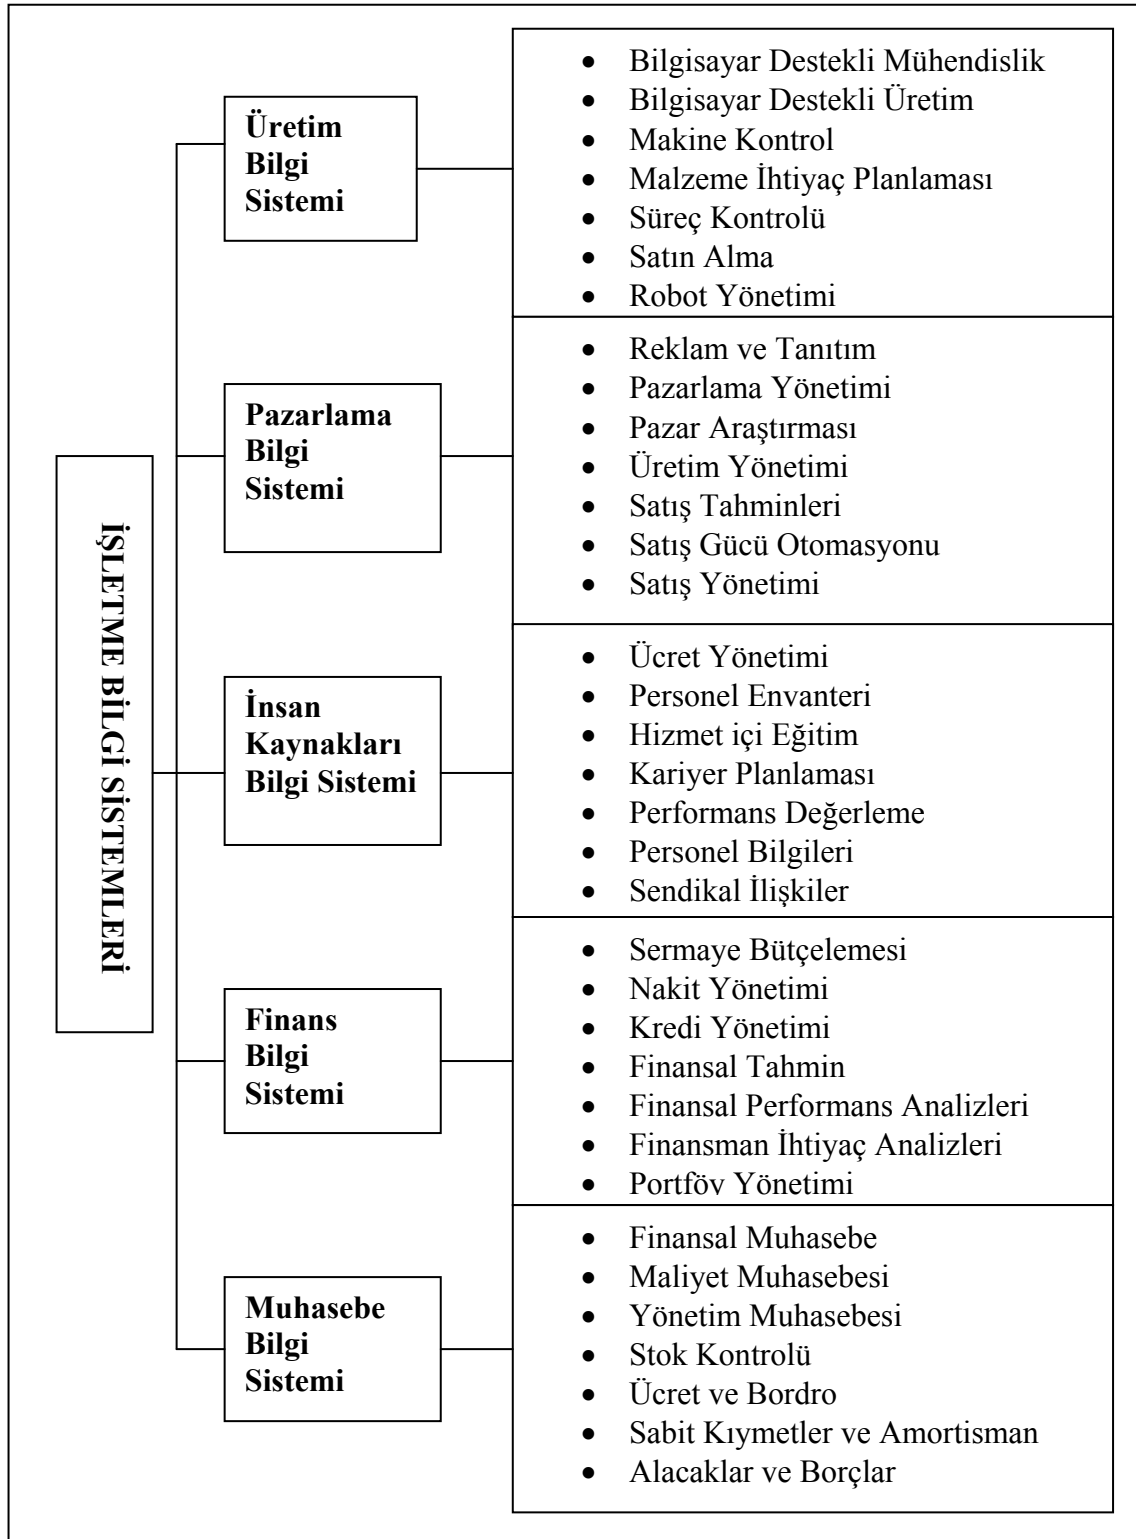 İŞLETME BİLGİ SİSTEMLERİ
Üretim
Bilgi
Sistemi
• Bilgisayar Destekli Mühendislik
• Bilgisayar Destekli Üretim
• Makine Kontrol
• Malzeme İhtiyaç Planlaması
• Süreç Kontrolü
• Satın Alma
• Robot Yönetimi
Pazarlama
Bilgi
Sistemi
• Reklam ve Tanıtım
• Pazarlama Yönetimi
• Pazar Araştırması
• Üretim Yönetimi
• Satış Tahminleri
• Satış Gücü Otomasyonu
• Satış Yönetimi
İnsan
Kaynakları
Bilgi Sistemi
• Ücret Yönetimi
• Personel Envanteri
• Hizmet içi Eğitim
• Kariyer Planlaması
• Performans Değerleme
• Personel Bilgileri
• Sendikal İlişkiler
Finans
Bilgi
Sistemi
• Sermaye Bütçelemesi
• Nakit Yönetimi
• Kredi Yönetimi
• Finansal Tahmin
• Finansal Performans Analizleri
• Finansman İhtiyaç Analizleri
• Portföy Yönetimi
Muhasebe
Bilgi
Sistemi
• Finansal Muhasebe
• Maliyet Muhasebesi
• Yönetim Muhasebesi
• Stok Kontrolü
• Ücret ve Bordro
• Sabit Kıymetler ve Amortisman
• Alacaklar ve Borçlar